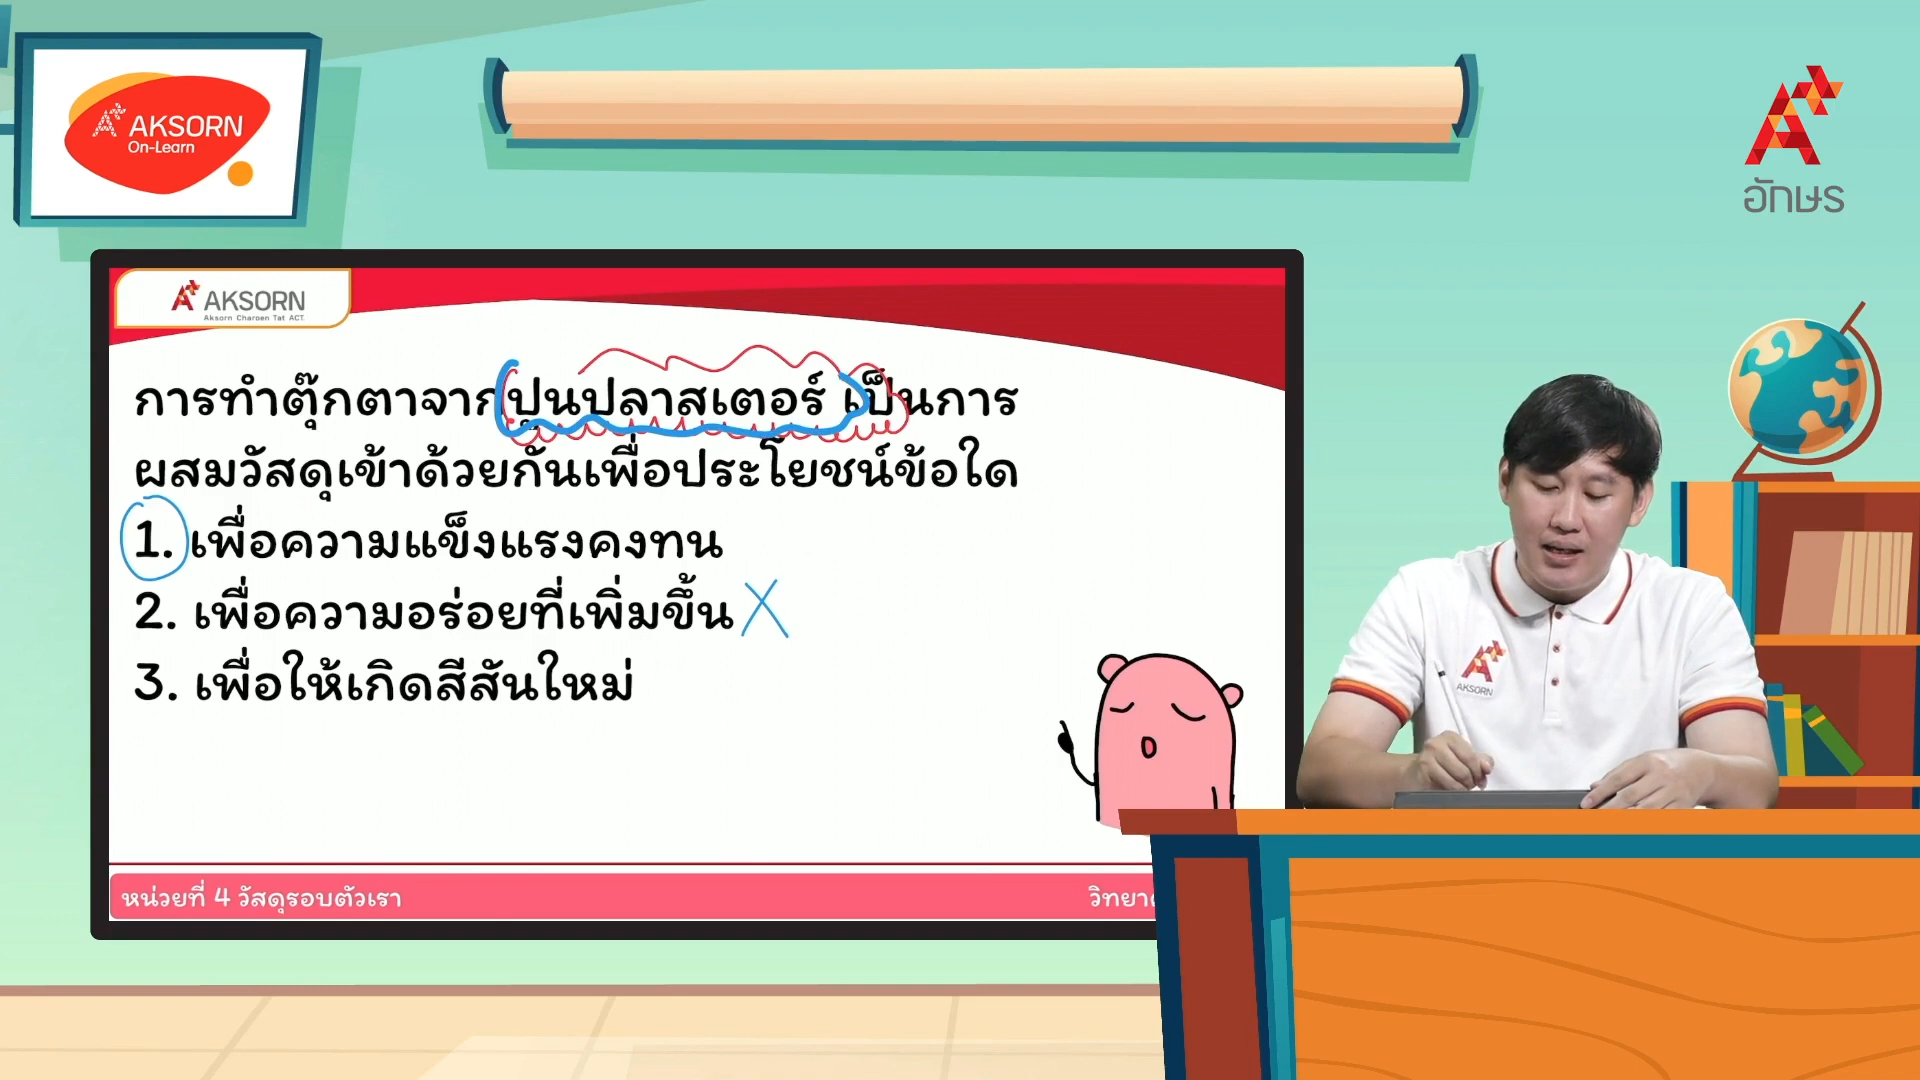 AKSORN
On-Learn
อักษร
AKSORN
Aksorn Charoen Tat ACT.
การทำตุ๊กตาจากปูนปลาสเตอร์ เป็นการ
ผสมวัสดุเข้าด้วยกันเพื่อประโยชน์ข้อใด
1. เพื่อความแข็งแรงคงทน
2. เพื่อความอร่อยที่เพิ่มขึ้น
3. เพื่อให้เกิดสีสันใหม่
AKSORN
หน่วยที่ 4 วัสดุรอบตัวเรา